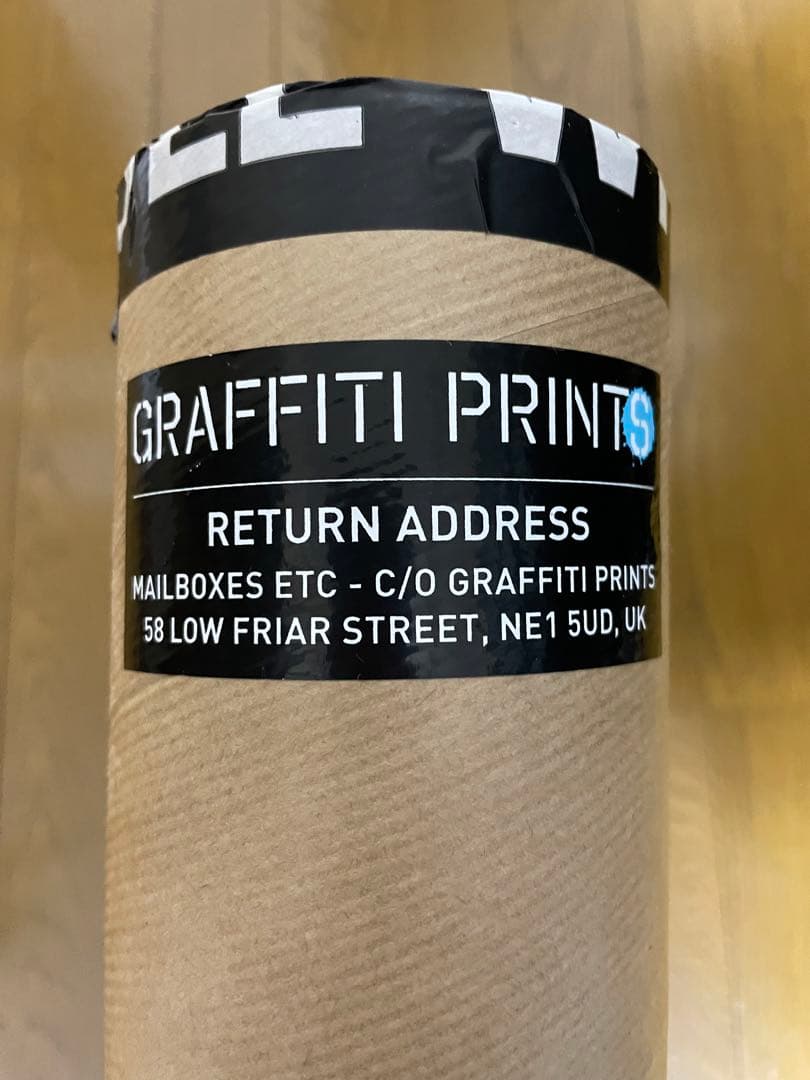 GRAFFITI PRINTS
RETURN ADDRESS
MAILBOXES ETC - C/O GRAFFITI PRINTS
58 LOW FRIAR STREET, NE1 5UD, UK